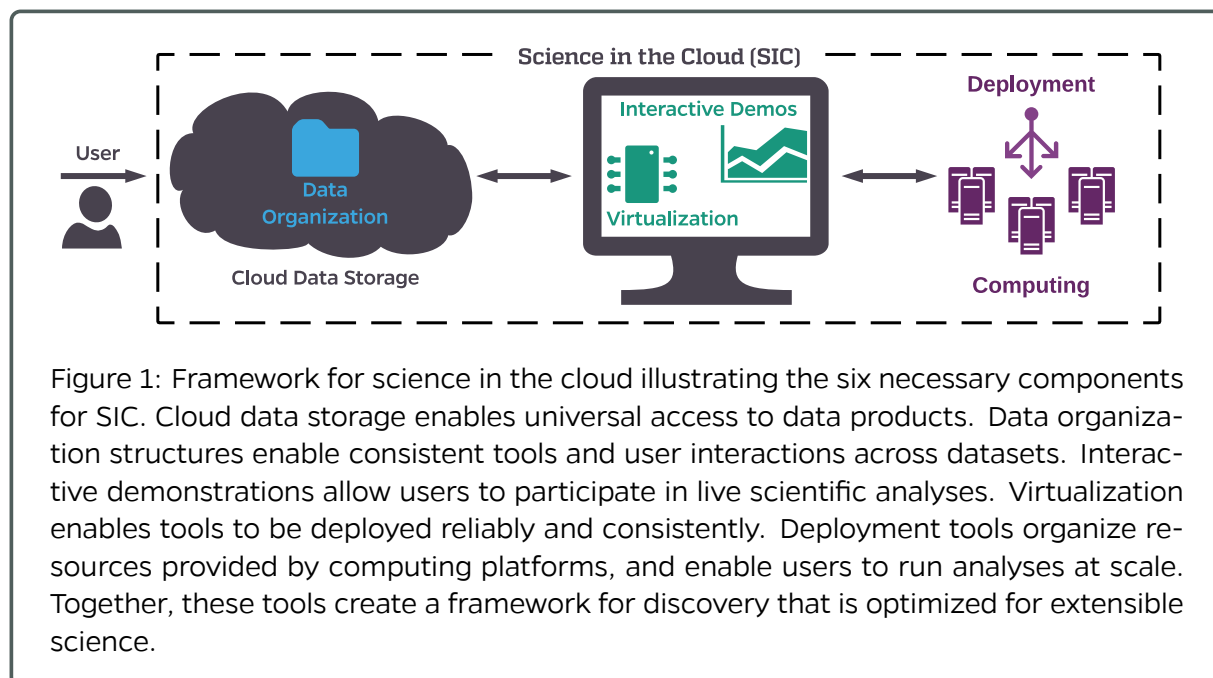 Science in the Cloud (SIC)
User
Data
Organization
Cloud Data Storage
Interactive Demos
Virtualization
Deployment
Computing
Figure 1: Framework for science in the cloud illustrating the six necessary components
for SIC. Cloud data storage enables universal access to data products. Data organiza-
tion structures enable consistent tools and user interactions across datasets. Interac-
tive demonstrations allow users to participate in live scientific analyses. Virtualization
enables tools to be deployed reliably and consistently. Deployment tools organize re-
sources provided by computing platforms, and enable users to run analyses at scale.
Together, these tools create a framework for discovery that is optimized for extensible
science.